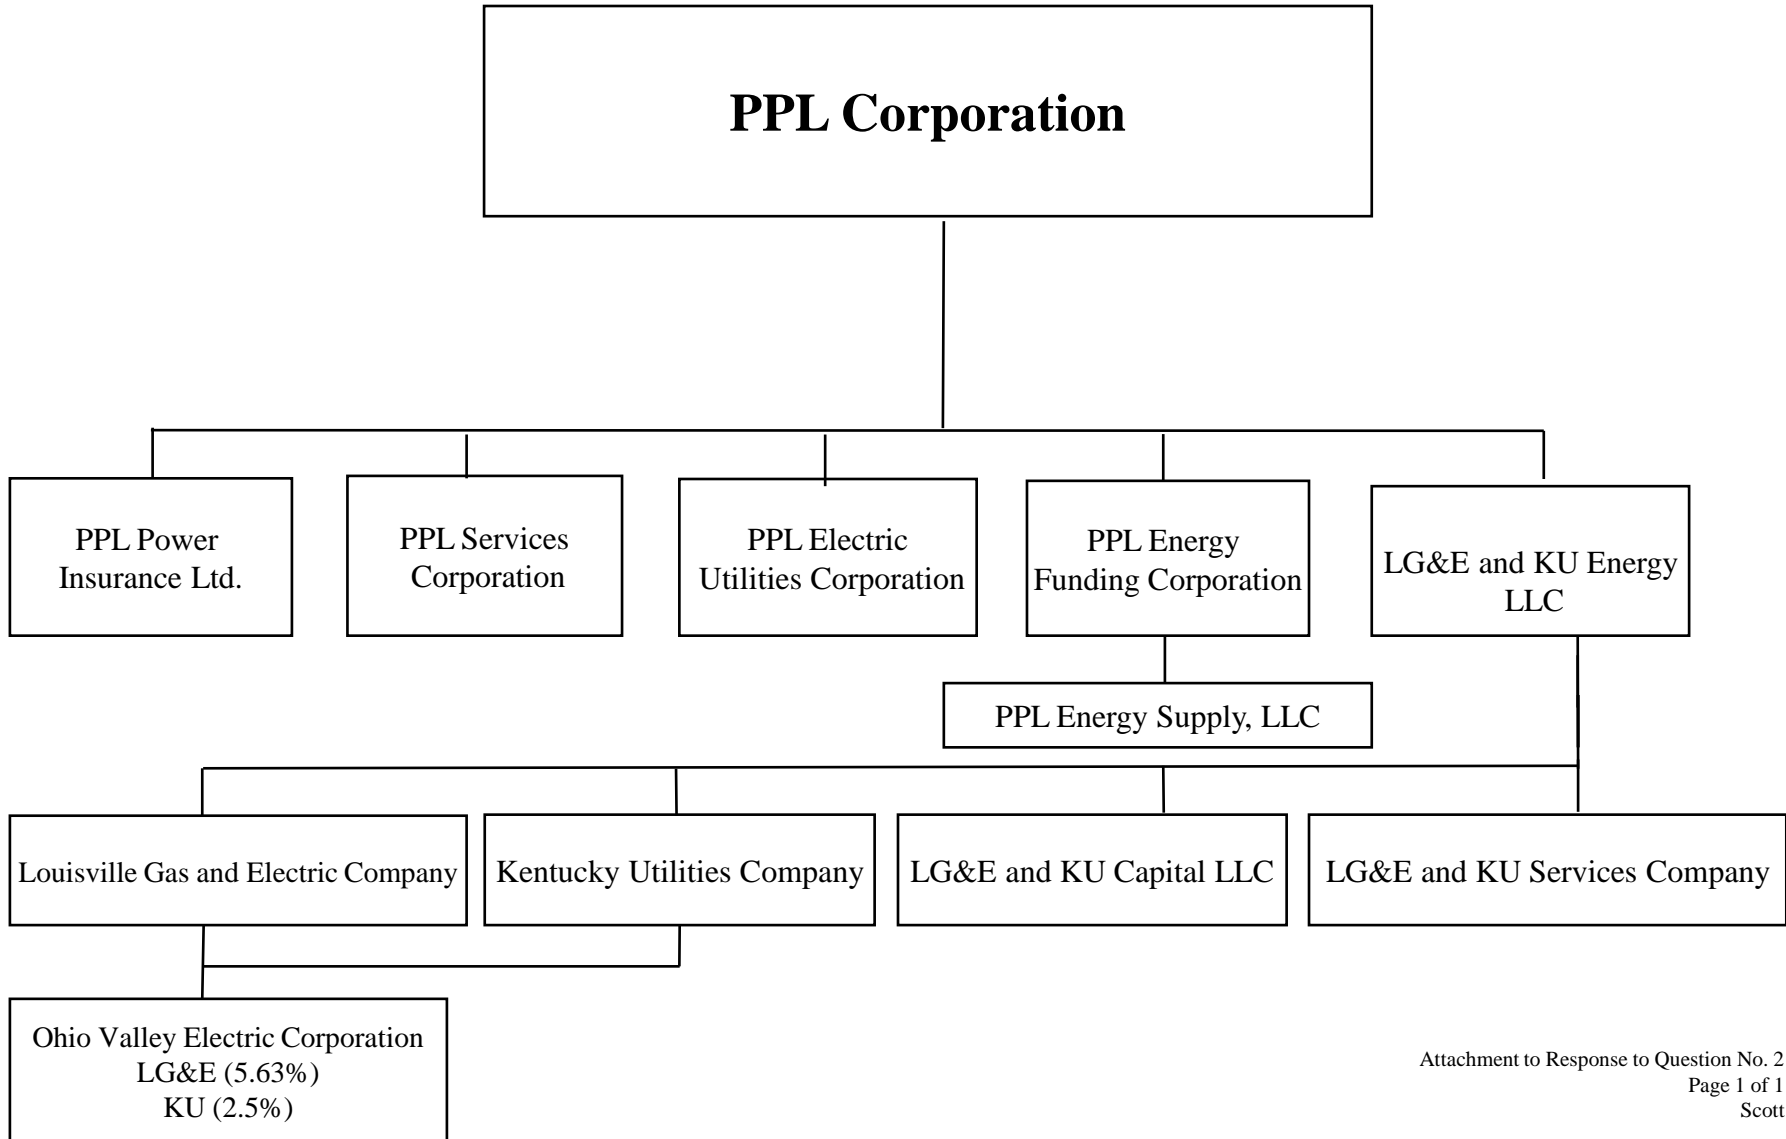 PPL Corporation
PPL Power
Insurance Ltd.
PPL Services
Corporation
PPL Electric
Utilities Corporation
PPL Energy
Funding Corporation
LG&E and KU Energy
LLC
PPL Energy Supply, LLC
Louisville Gas and Electric Company
Kentucky Utilities Company
LG&E and KU Capital LLC
LG&E and KU Services Company
Ohio Valley Electric Corporation
LG&E (5.63%)
KU (2.5%)
Attachment to Response to Question No. 2
Page 1 of 1
Scott